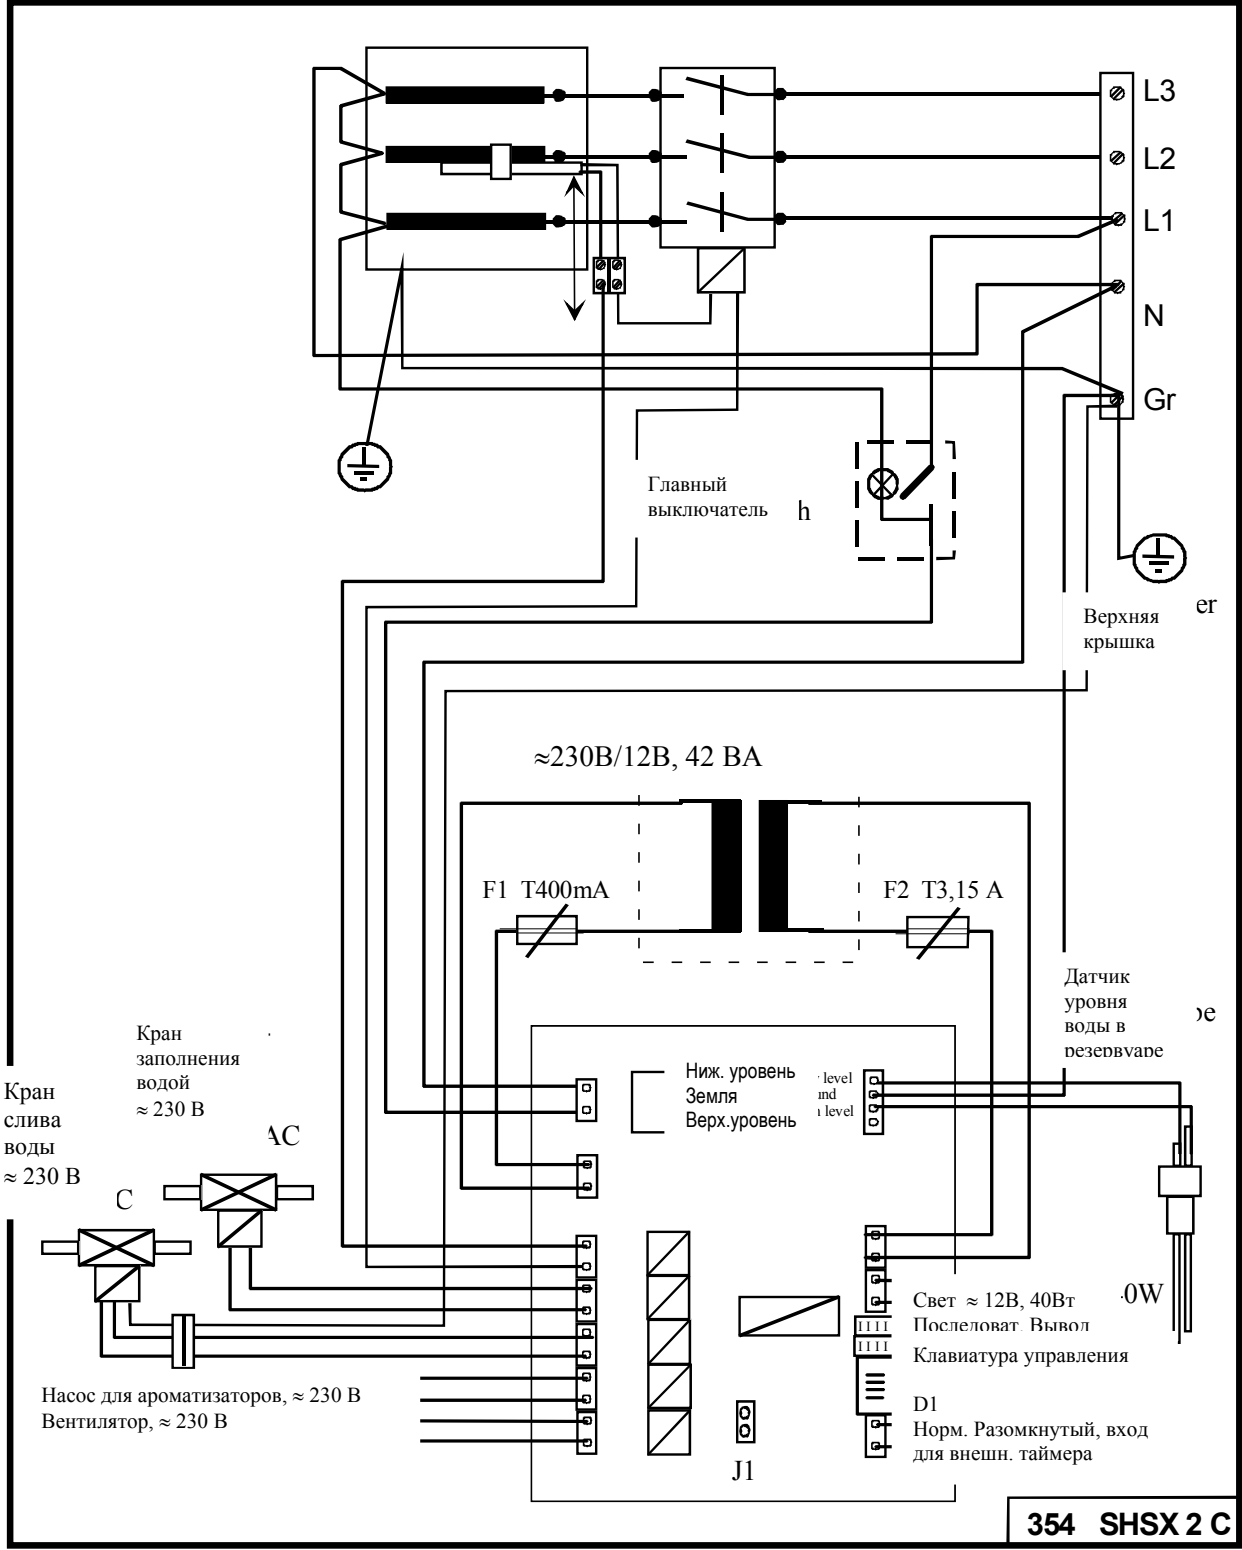 L3
L2
L1
N
Gr
Главный
выключатель
h
er
Верхняя
крышка
≈230В/12В, 42 ВА
F1 T400mA
F2 T3,15 A
Датчик
уровня
воды в
резервуаре
Кран
заполнения
водой
≈ 230 В
AC
Кран
слива
воды
≈ 230 В
C
Ниж. уровень
Земля
Верх.уровень
level
und
level
Свет ≈ 12В, 40Вт
0W
Последоват. Вывод
Клавиатура управления
D1
Норм. Разомкнутый, вход
для внешн. таймера
Насос для ароматизаторов, ≈ 230 В
Вентилятор, ≈ 230 В
J1
354 SHSX 2 C